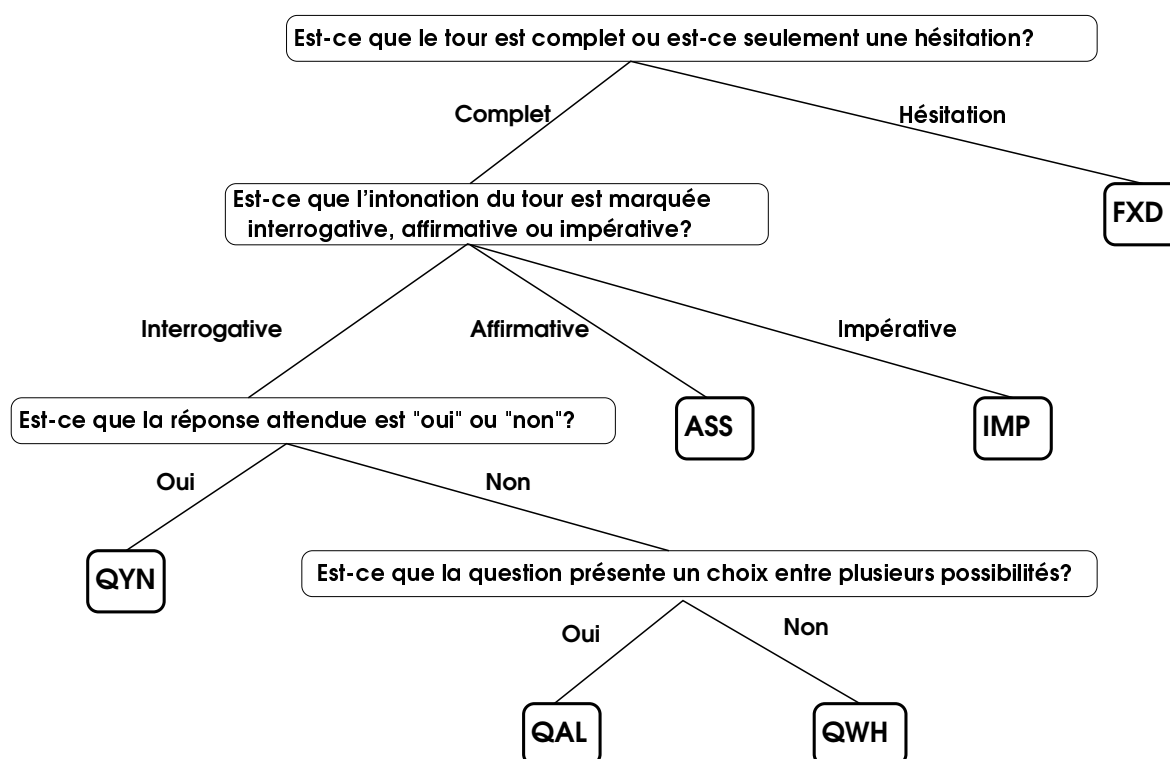 Est-ce que le tour est complet ou est-ce seulement une hésitation?
Complet
Hésitation
Est-ce que l'intonation du tour est marquée
interrogative, affirmative ou impérative?
FXD
Interrogative
Affirmative
Impérative
Est-ce que la réponse attendue est "oui" ou "non"?
ASS
IMP
Oui
Non
QYN
Est-ce que la question présente un choix entre plusieurs possibilités?
Oui
Non
QAL
QWH